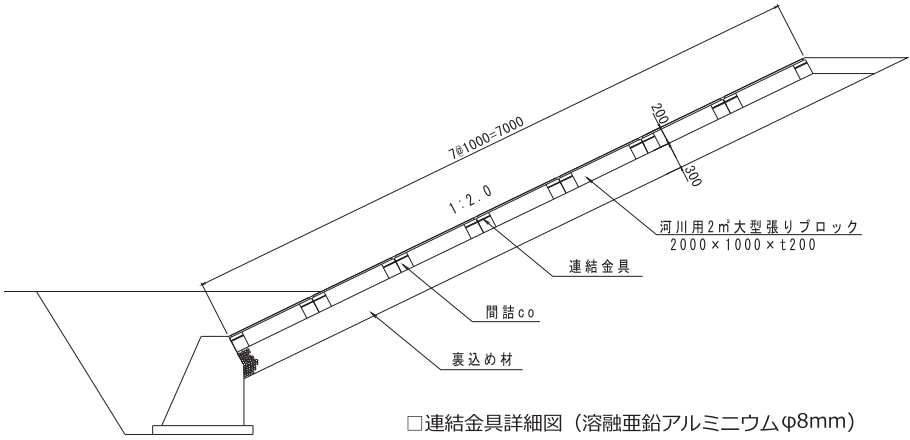 7@1000=7000
200
300
1:2.0
河川用2㎡大型張りブロック
2000×1000×t200
連結金具
間詰co
裏込め材
□連結金具詳細図（溶融亜鉛アルミニウムφ8mm）